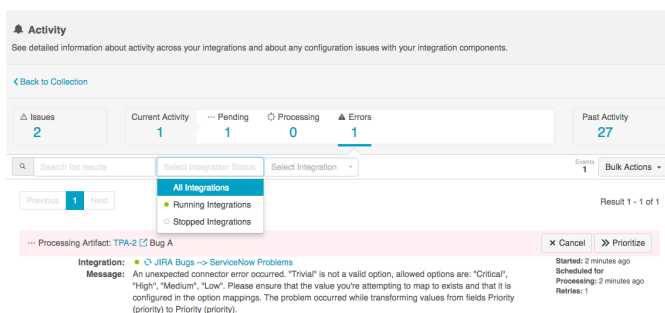 Activity
See detailed information about activity across your integrations and about any configuration issues with your integration components.
Back to Collection
Issues
2
Current Activity
1
Pending
1
Processing
0
Errors
1
Past Activity
27
Search list results
Select Integration Status
Select Integration
Events
1
Bulk Actions
All Integrations
Running Integrations
Stopped Integrations
Previous 1 Next
Result 1 - 1 of 1
··· Processing Artifact: TPA-2 Bug A
Cancel
Prioritize
Integration: JIRA Bugs --> ServiceNow Problems
Message: An unexpected connector error occurred. "Trivial" is not a valid option, allowed options are: "Critical",
"High", "Medium", "Low". Please ensure that the value you're attempting to map to exists and that it is
configured in the option mappings. The problem occurred while transforming values from fields Priority
(priority) to Priority (priority).
Started: 2 minutes ago
Scheduled for
Processing: 2 minutes ago
Retries: 1